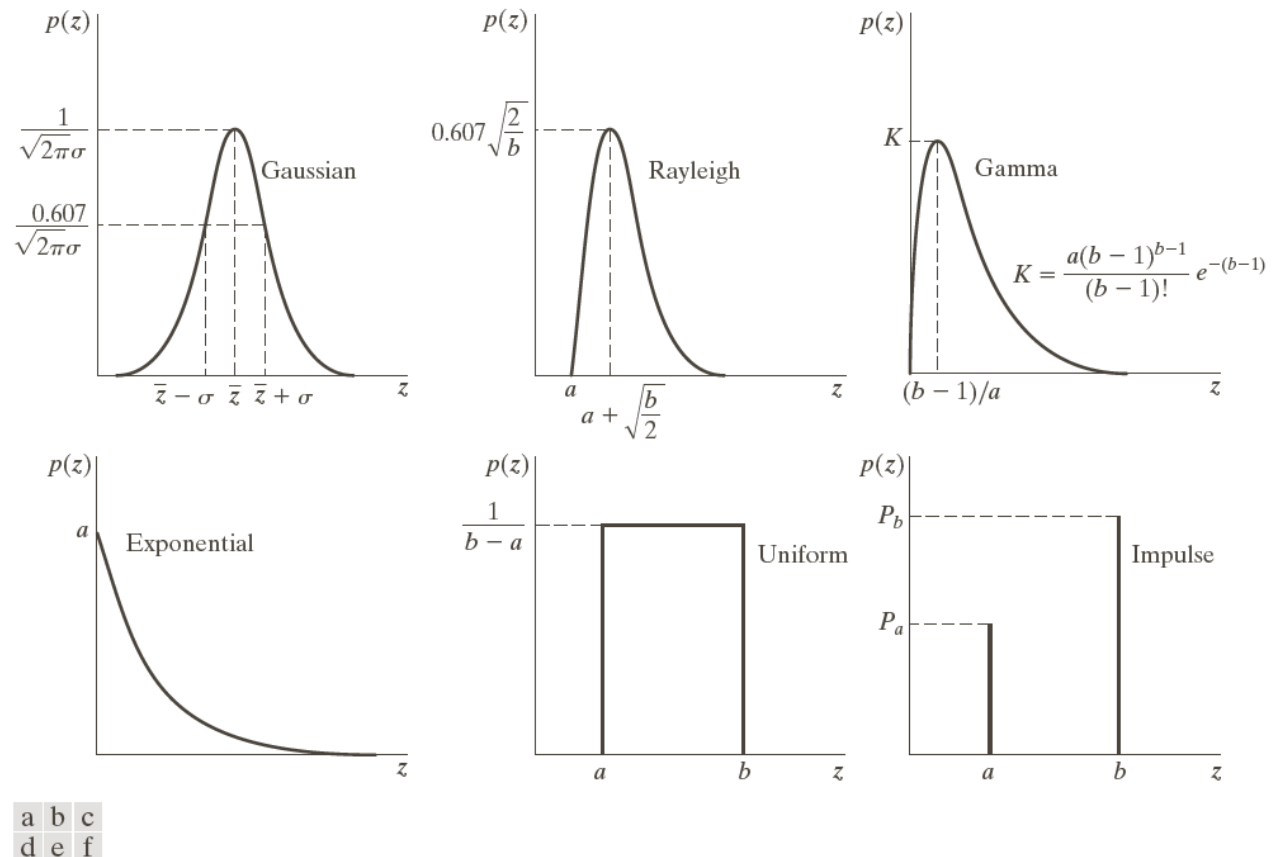 p(z)
1
√2πσ
0.607
√2πσ
Gaussian
z̅ − σ z̅ z̅ + σ
z
p(z)
0.607 √2/b
Rayleigh
a
a + √b/2
z
p(z)
K
Gamma
K = a(b − 1)^{b−1} / (b − 1)! e^{−(b−1)}
(b − 1)/a
z
p(z)
a
Exponential
z
p(z)
1
b − a
Uniform
a b z
p(z)
P_b
Impulse
P_a
a b z
a b c
d e f